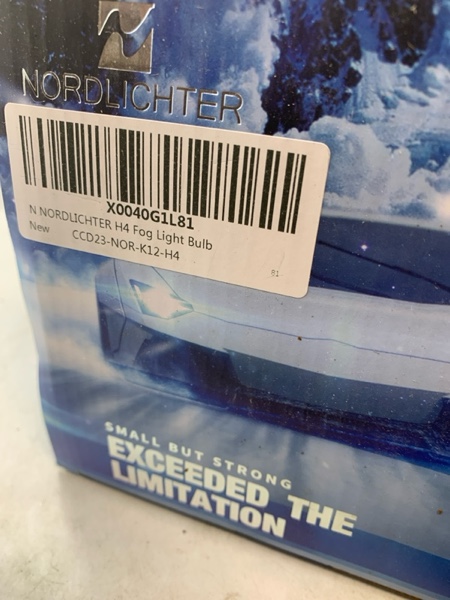 NORDLICHTER
X0040G1L81
N NORDLICHTER H4 Fog Light Bulb
New
CCD23-NOR-K12-H4
81
SMALL BUT STRONG
EXCEEDED THE
LIMITATION